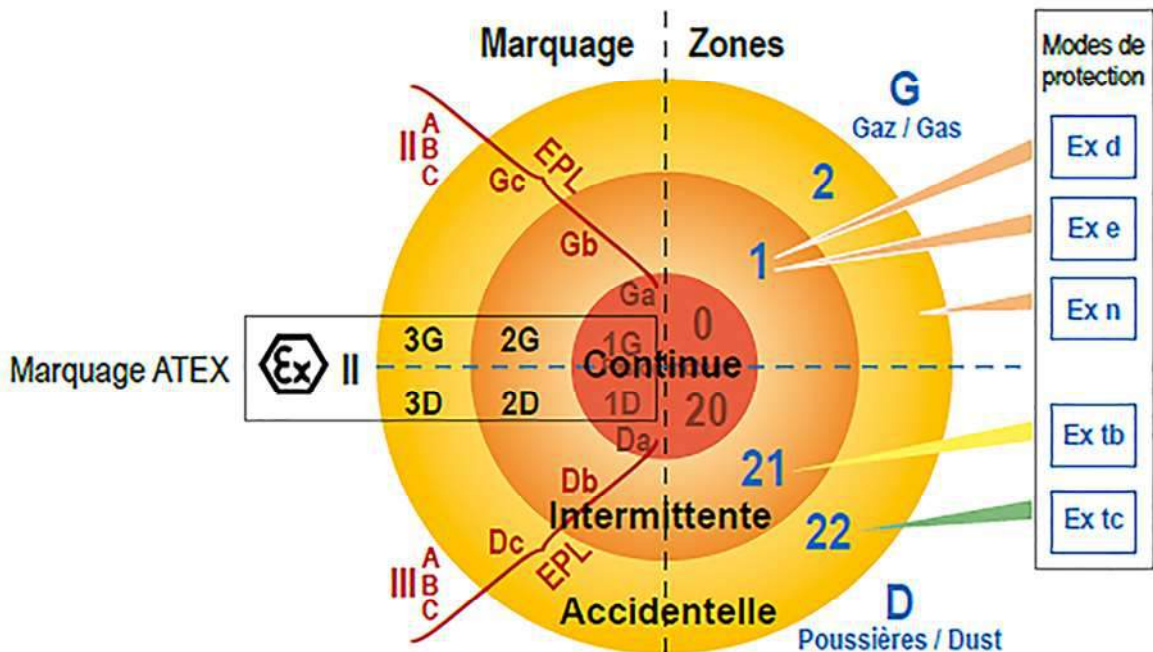 Marquage
Zones
Modes de
protection
G
Gaz / Gas
II A
B
C
EPL
Gc
Gb
Ga
2
1
0
Ex d
Ex e
Ex n
Marquage ATEX
Ex II
3G 2G 1G
Continue
3D 2D 1D
20
Da
Db
Dc
EPL
III A
B
C
21
Intermittente
22
Accidentelle
D
Poussières / Dust
Ex tb
Ex tc